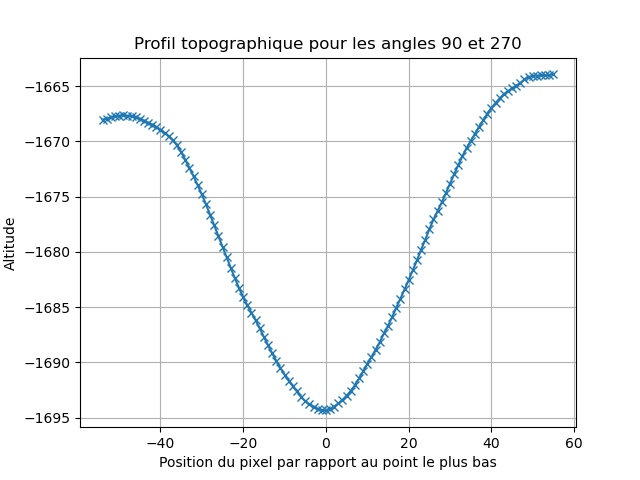 Profil topographique pour les angles 90 et 270
Altitude
−1665
−1670
−1675
−1680
−1685
−1690
−1695
−40 −20 0 20 40 60
Position du pixel par rapport au point le plus bas